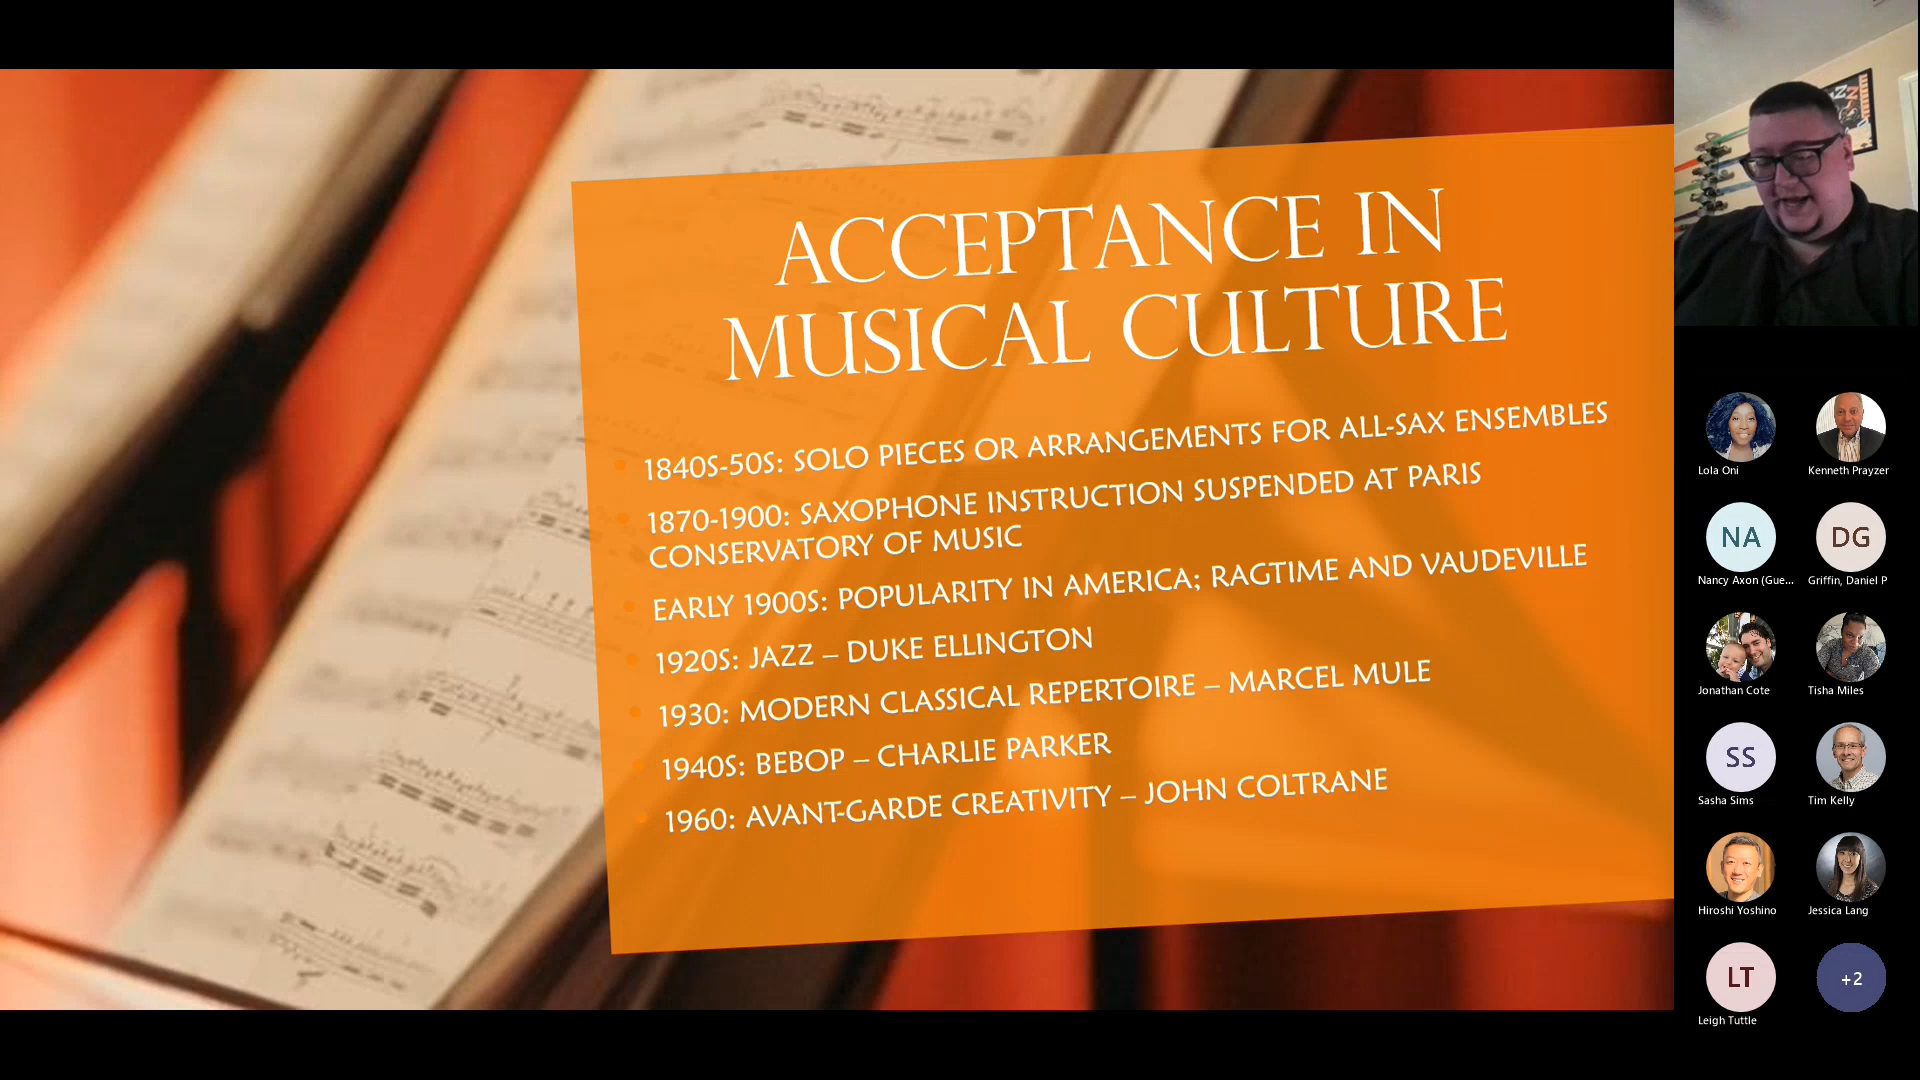 ACCEPTANCE IN
MUSICAL CULTURE
1840S-50S: SOLO PIECES OR ARRANGEMENTS FOR ALL-SAX ENSEMBLES
1870-1900: SAXOPHONE INSTRUCTION SUSPENDED AT PARIS
CONSERVATORY OF MUSIC
EARLY 1900S: POPULARITY IN AMERICA; RAGTIME AND VAUDEVILLE
1920S: JAZZ – DUKE ELLINGTON
1930: MODERN CLASSICAL REPERTOIRE – MARCEL MULE
1940S: BEBOP – CHARLIE PARKER
1960: AVANT-GARDE CREATIVITY – JOHN COLTRANE
Lola Oni
Kenneth Prayzer
NA
DG
Nancy Axon (Gue...
Griffin, Daniel P
Jonathan Cote
Tisha Miles
SS
Sasha Sims
Tim Kelly
Hiroshi Yoshino
Jessica Lang
LT
+2
Leigh Tuttle